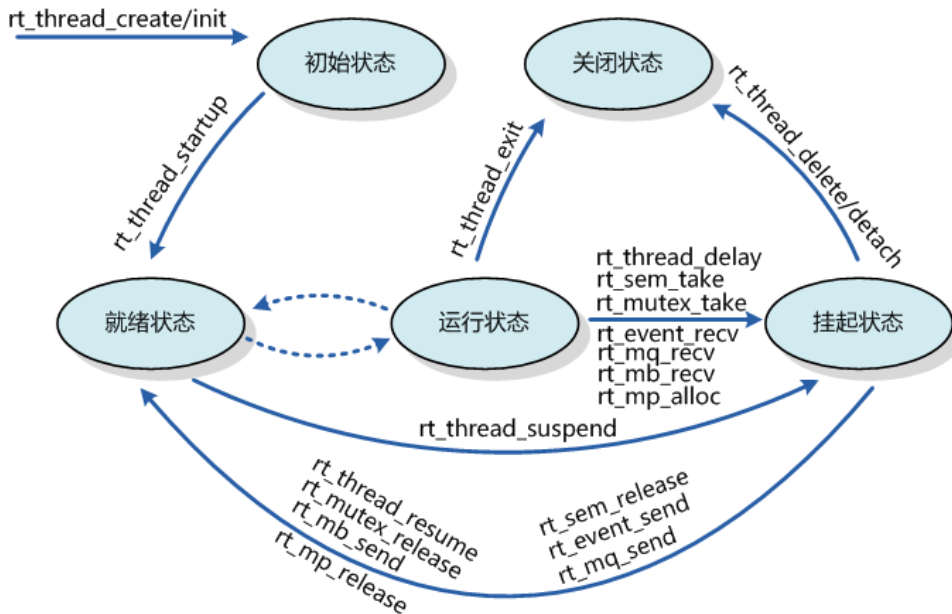 rt_thread_create/init
初始状态
关闭状态
rt_thread_startup
rt_thread_exit
rt_thread_delete/detach
就绪状态
运行状态
rt_thread_delay
rt_sem_take
rt_mutex_take
rt_event_recv
rt_mq_recv
rt_mb_recv
rt_mp_alloc
挂起状态
rt_thread_suspend
rt_thread_resume
rt_mutex_release
rt_mb_send
rt_mp_release
rt_sem_release
rt_event_send
rt_mq_send